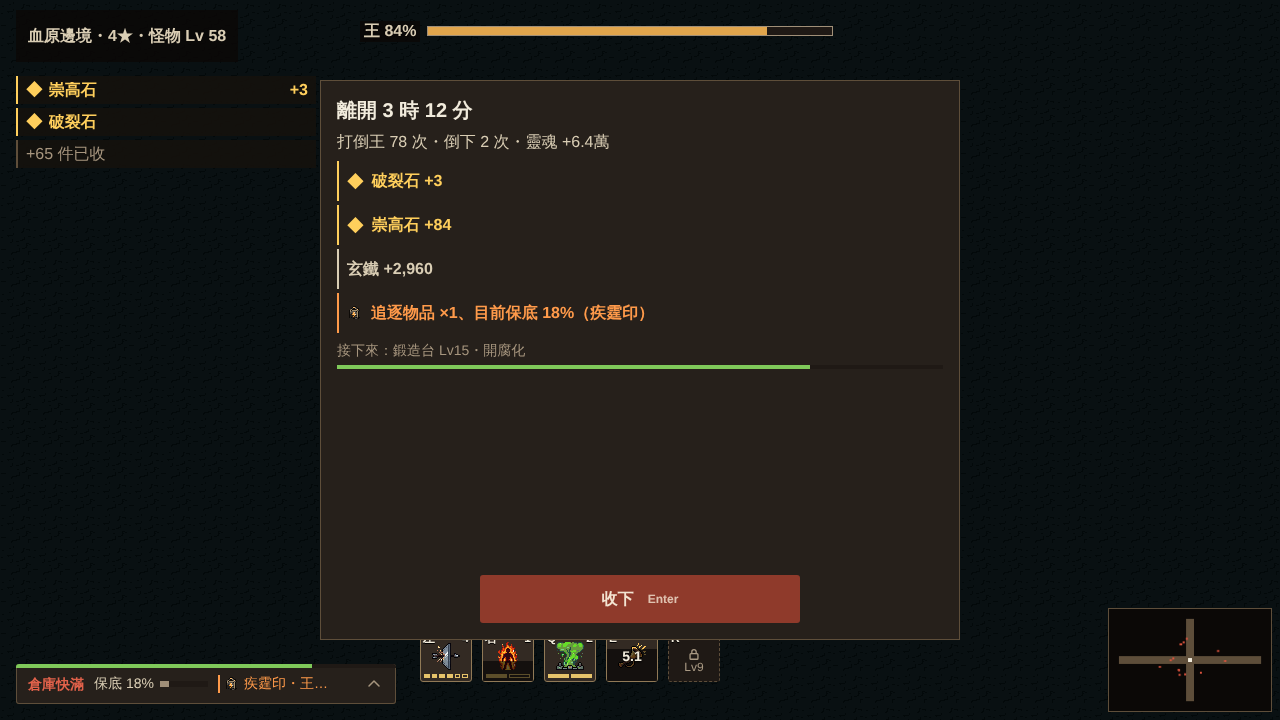 血原邊境・4★・怪物 Lv 58
王 84%
崇高石 +3
破裂石
+65 件已收
離開 3 時 12 分
打倒王 78 次・倒下 2 次・靈魂 +6.4萬
破裂石 +3
崇高石 +84
玄鐵 +2,960
追逐物品 ×1、目前保底 18%（疾霆印）
接下來：鍛造台 Lv15・開腐化
收下 Enter
5.1
Lv9
倉庫快滿 保底 18% 疾霆印・王…